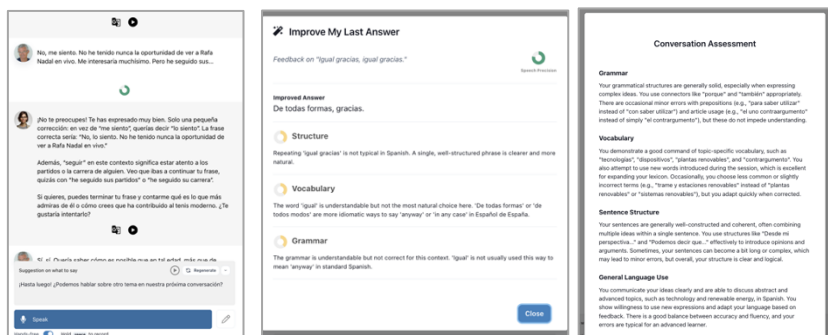 No, me siento. No he tenido nunca la oportunidad de ver a Rafa
Nadal en vivo. Me interesaría muchísimo. Pero he seguido sus...
¡No te preocupes! Te has expresado muy bien. Solo una pequeña
corrección: en vez de "me siento", querías decir "lo siento". La frase
correcta sería: "No, lo siento. No he tenido nunca la oportunidad de
ver a Rafa Nadal en vivo."
Además, "seguir" en este contexto significa estar atento a los
partidos o la carrera de alguien. Veo que ibas a continuar tu frase,
quizás con "he seguido sus partidos" o "he seguido su carrera".
Si quieres, puedes terminar tu frase y contarme qué es lo que más
admiras de él o cómo crees que ha contribuido al tenis moderno. ¿Te
gustaría intentarlo?
Sí, sí. Quería saber cómo es posible que en tal edad, más que de
Suggestion on what to say
Regenerate
¡Hasta luego! ¿Podemos hablar sobre otro tema en nuestra próxima conversación?
Speak
Hands-Free
Hold
to record
Improve My Last Answer
Feedback on "Igual gracias, igual gracias."
Speech Precision
Improved Answer
De todas formas, gracias.
Structure
Repeating 'igual gracias' is not typical in Spanish. A single, well-structured phrase is clearer and more
natural.
Vocabulary
The word 'igual' is understandable but not the most natural choice here. 'De todas formas' or 'de
todos modos' are more idiomatic ways to say 'anyway' or 'in any case' in Español de España.
Grammar
The grammar is understandable but not correct for this context. 'Igual' is not usually used this way to
mean 'anyway' in standard Spanish.
Close
Conversation Assessment
Grammar
Your grammatical structures are generally solid, especially when expressing
complex ideas. You use connectors like "porque" and "también" appropriately.
There are occasional minor errors with prepositions (e.g., "para saber utilizar"
instead of "con saber utilizar") and article usage (e.g., "el uno contraargumento"
instead of simply "el contrargumento"), but these do not impede understanding.
Vocabulary
You demonstrate a good command of topic-specific vocabulary, such as
"tecnologías", "dispositivos", "plantas renovables", and "contrargumento". You
also attempt to use new words introduced during the session, which is excellent
for expanding your lexicon. Occasionally, you choose less common or slightly
incorrect terms (e.g., "trame y estaciones renovables" instead of "plantas
renovables" or "sistemas renovables"), but you adapt quickly when corrected.
Sentence Structure
Your sentences are generally well-constructed and coherent, often combining
multiple ideas within a single sentence. You use structures like "Desde mi
perspectiva..." and "Podemos decir que..." effectively to introduce opinions and
arguments. Sometimes, your sentences can become a bit long or complex, which
may lead to minor errors, but overall, your structure is clear and logical.
General Language Use
You communicate your ideas clearly and are able to discuss abstract and
advanced topics, such as technology and renewable energy, in Spanish. You
show willingness to use new expressions and adapt your language based on
feedback. There is a good balance between accuracy and fluency, and your
errors are typical for an advanced learner.